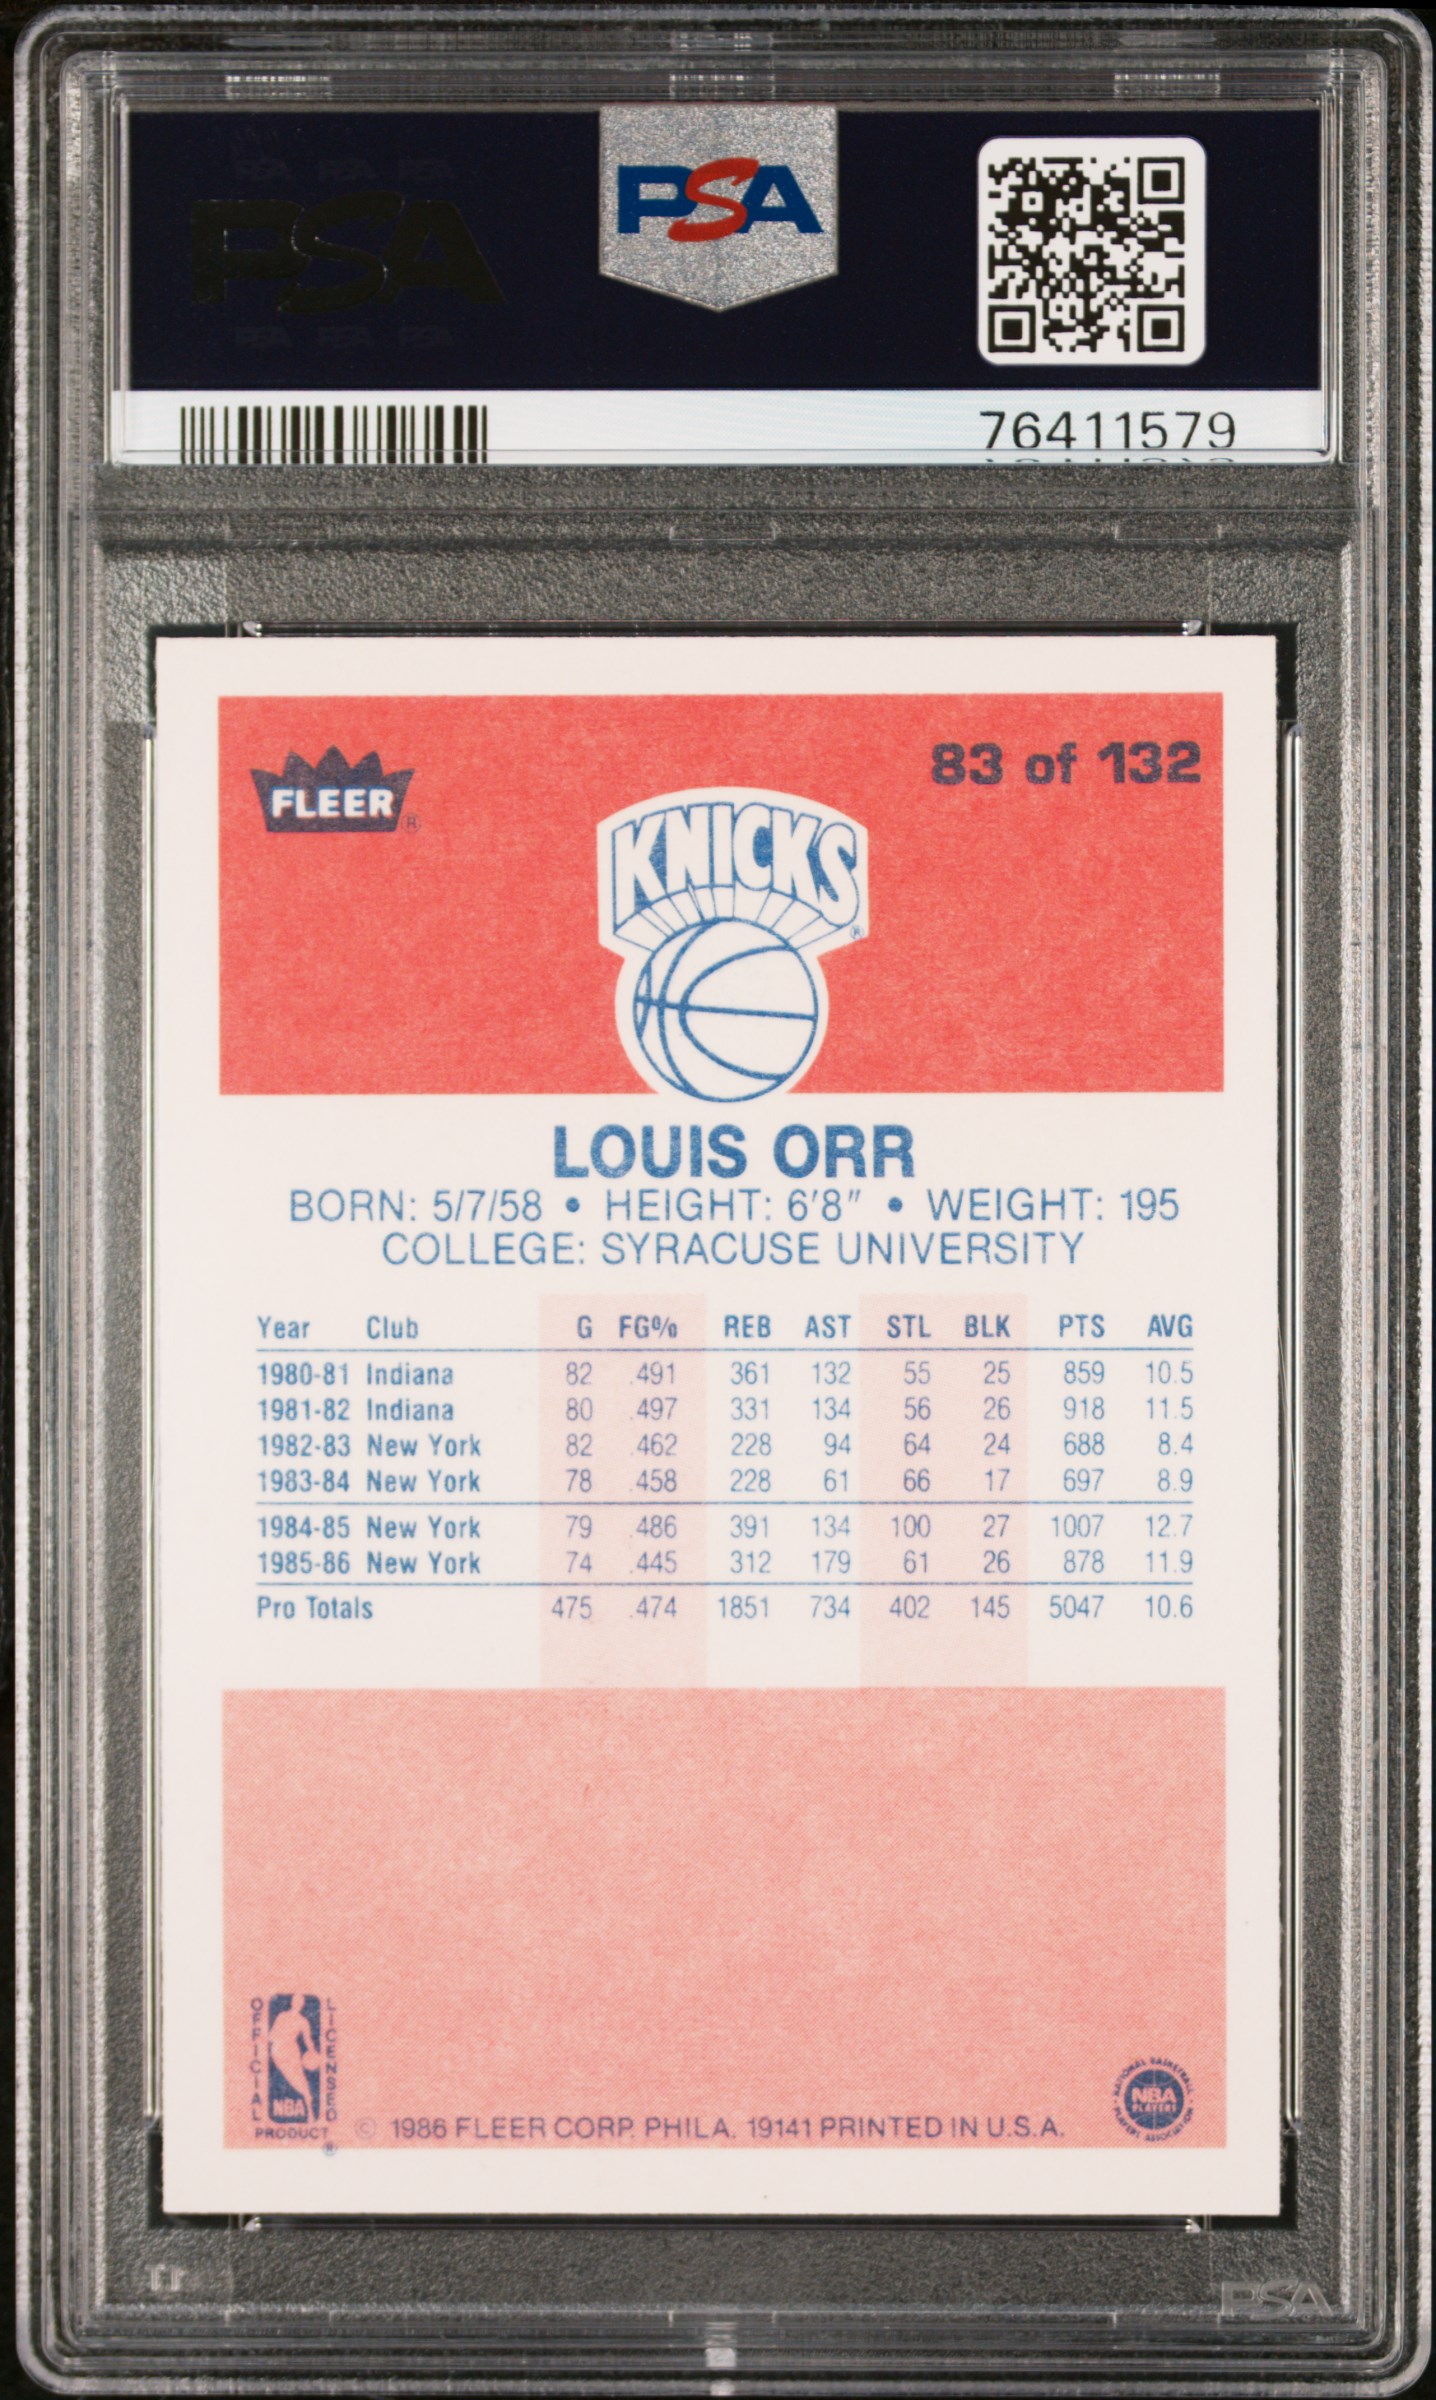 PSA
PSA
76411579
FLEER ®
83 of 132
KNICKS ®
LOUIS ORR
BORN: 5/7/58 • HEIGHT: 6'8" • WEIGHT: 195
COLLEGE: SYRACUSE UNIVERSITY
Year Club G FG% REB AST STL BLK PTS AVG
1980-81 Indiana 82 .491 361 132 55 25 859 10.5
1981-82 Indiana 80 .497 331 134 56 26 918 11.5
1982-83 New York 82 .462 228 94 64 24 688 8.4
1983-84 New York 78 .458 228 61 66 17 697 8.9
1984-85 New York 79 .486 391 134 100 27 1007 12.7
1985-86 New York 74 .445 312 179 61 26 878 11.9
Pro Totals 475 .474 1851 734 402 145 5047 10.6
OFFICIAL LICENSED
NBA
PRODUCT ®
© 1986 FLEER CORP. PHILA. 19141 PRINTED IN U.S.A.
NATIONAL BASKETBALL
NBA
PLAYERS
PLAYERS ASSOCIATION
PSA